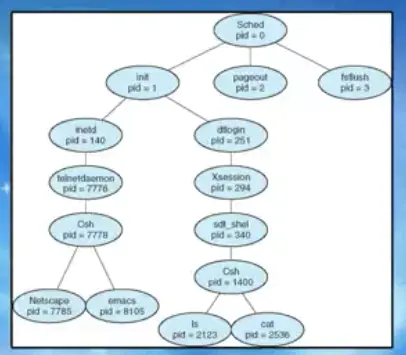 Sched
pid = 0
init
pid = 1
pageout
pid = 2
fsflush
pid = 3
inetd
pid = 140
dtlogin
pid = 251
telnetdaemon
pid = 7776
Xsession
pid = 294
Csh
pid = 7778
sdt_shel
pid = 340
Csh
pid = 1400
Netscape
pid = 7785
emacs
pid = 8105
ls
pid = 2123
cat
pid = 2536